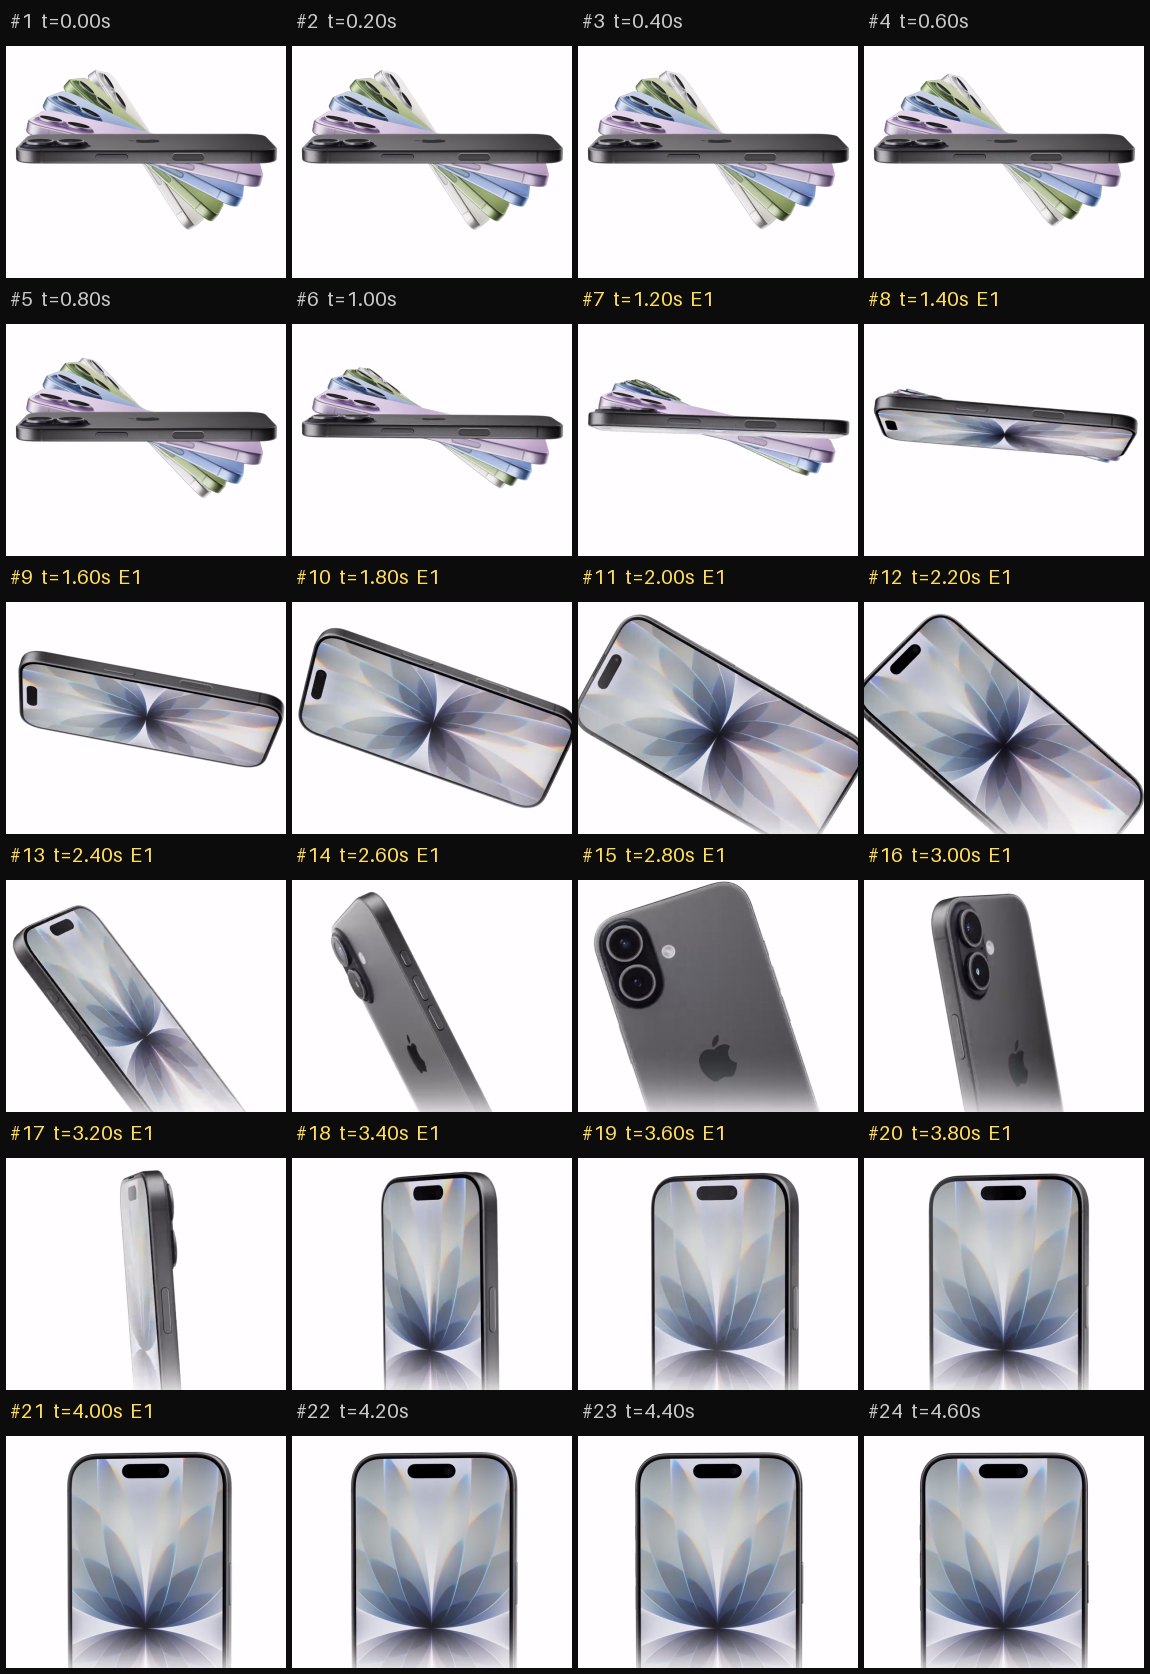 #1 t=0.00s
#2 t=0.20s
#3 t=0.40s
#4 t=0.60s
#5 t=0.80s
#6 t=1.00s
#7 t=1.20s E1
#8 t=1.40s E1
#9 t=1.60s E1
#10 t=1.80s E1
#11 t=2.00s E1
#12 t=2.20s E1
#13 t=2.40s E1
#14 t=2.60s E1
#15 t=2.80s E1
#16 t=3.00s E1
#17 t=3.20s E1
#18 t=3.40s E1
#19 t=3.60s E1
#20 t=3.80s E1
#21 t=4.00s E1
#22 t=4.20s
#23 t=4.40s
#24 t=4.60s